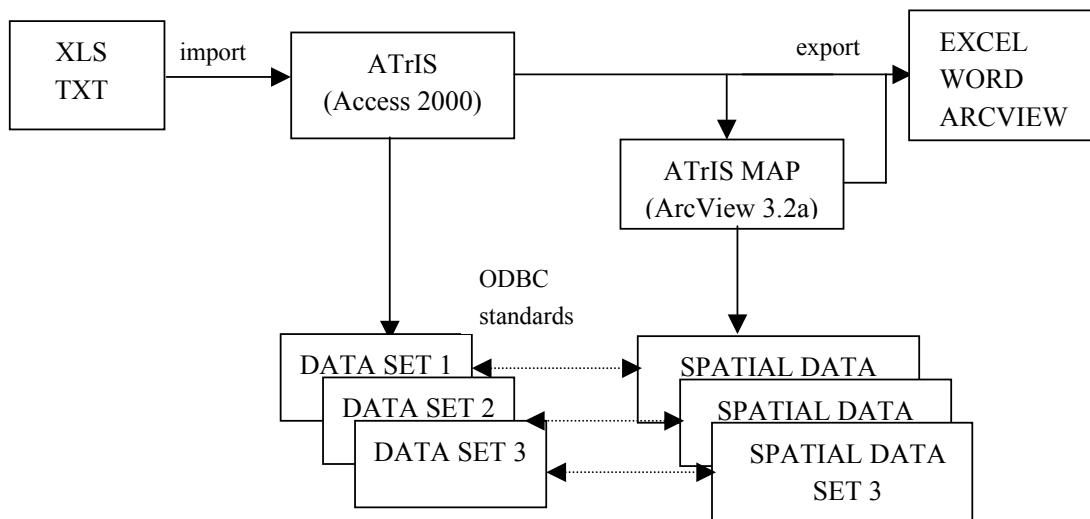 XLS
TXT
import
ATrIS
(Access 2000)
export
EXCEL
WORD
ARCVIEW
ATrIS MAP
(ArcView 3.2a)
ODBC
standards
DATA SET 1
DATA SET 2
DATA SET 3
SPATIAL DATA
SPATIAL DATA
SPATIAL DATA
SET 3